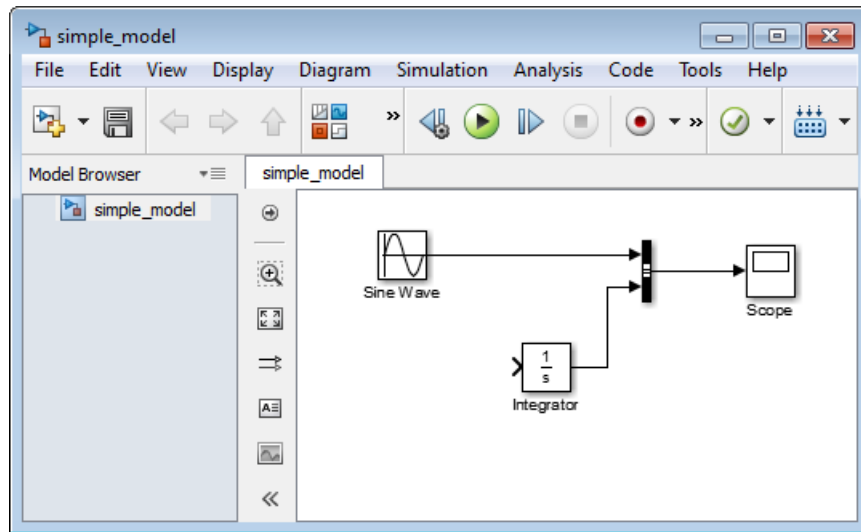 simple_model
File Edit View Display Diagram Simulation Analysis Code Tools Help
Model Browser
simple_model
simple_model
Sine Wave
Scope
1
s
Integrator